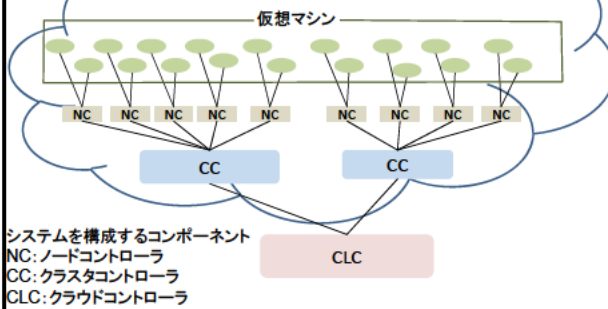 仮想マシン
NC NC NC NC NC NC NC NC NC
CC CC
CLC
システムを構成するコンポーネント
NC:ノードコントローラ
CC:クラスタコントローラ
CLC:クラウドコントローラ